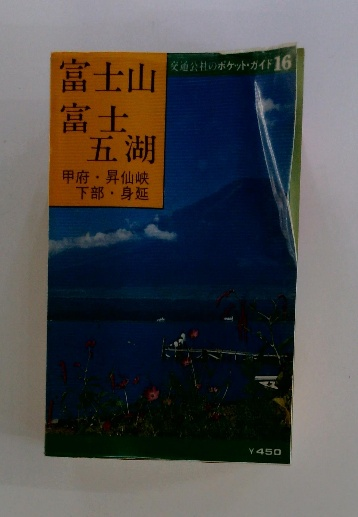 交通公社のポケット・ガイド16
富士山
富士
五湖
甲府・昇仙峡
下部・身延
¥450